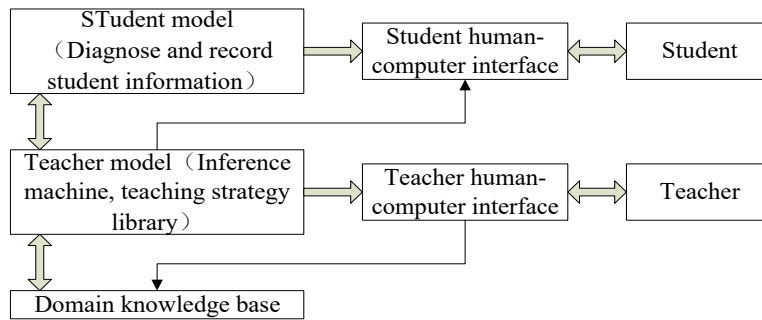 STudent model
（Diagnose and record
student information）
Student human-
computer interface
Student
Teacher model（Inference
machine, teaching strategy
library）
Teacher human-
computer interface
Teacher
Domain knowledge base